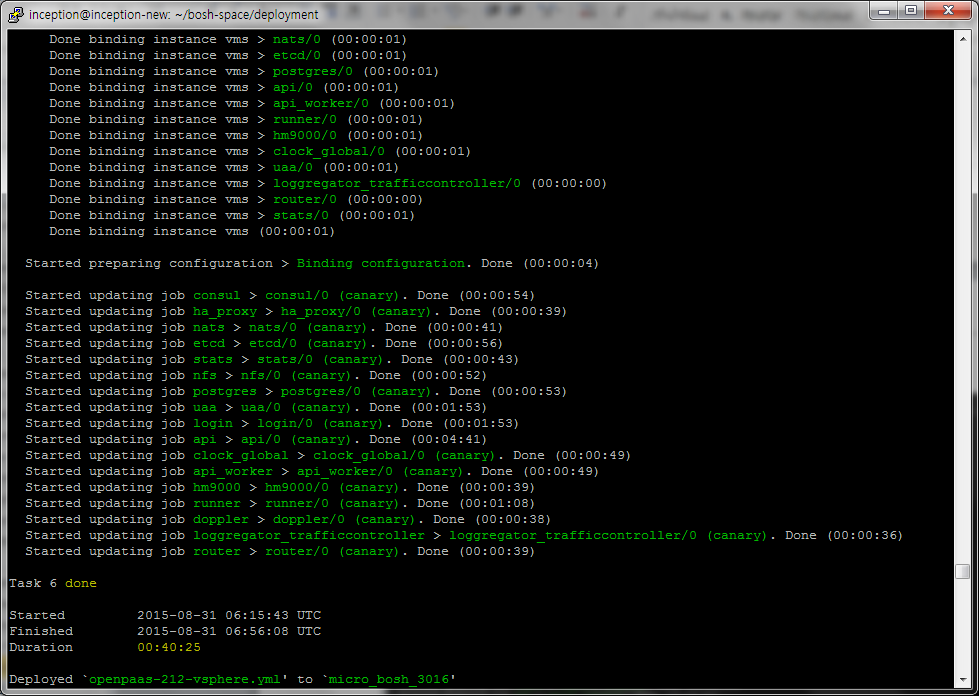 inception@inception-new: ~/bosh-space/deployment
Done binding instance vms > nats/0 (00:00:01)
Done binding instance vms > etcd/0 (00:00:01)
Done binding instance vms > postgres/0 (00:00:01)
Done binding instance vms > api/0 (00:00:01)
Done binding instance vms > api_worker/0 (00:00:01)
Done binding instance vms > runner/0 (00:00:01)
Done binding instance vms > hm9000/0 (00:00:01)
Done binding instance vms > clock_global/0 (00:00:01)
Done binding instance vms > uaa/0 (00:00:01)
Done binding instance vms > loggregator_trafficcontroller/0 (00:00:00)
Done binding instance vms > router/0 (00:00:00)
Done binding instance vms > stats/0 (00:00:01)
Done binding instance vms (00:00:01)
Started preparing configuration > Binding configuration. Done (00:00:04)
Started updating job consul > consul/0 (canary). Done (00:00:54)
Started updating job ha_proxy > ha_proxy/0 (canary). Done (00:00:39)
Started updating job nats > nats/0 (canary). Done (00:00:41)
Started updating job etcd > etcd/0 (canary). Done (00:00:56)
Started updating job stats > stats/0 (canary). Done (00:00:43)
Started updating job nfs > nfs/0 (canary). Done (00:00:52)
Started updating job postgres > postgres/0 (canary). Done (00:00:53)
Started updating job uaa > uaa/0 (canary). Done (00:01:53)
Started updating job login > login/0 (canary). Done (00:01:53)
Started updating job api > api/0 (canary). Done (00:04:41)
Started updating job clock_global > clock_global/0 (canary). Done (00:00:49)
Started updating job api_worker > api_worker/0 (canary). Done (00:00:49)
Started updating job hm9000 > hm9000/0 (canary). Done (00:00:39)
Started updating job runner > runner/0 (canary). Done (00:01:08)
Started updating job doppler > doppler/0 (canary). Done (00:00:38)
Started updating job loggregator_trafficcontroller > loggregator_trafficcontroller/0 (canary). Done (00:00:36)
Started updating job router > router/0 (canary). Done (00:00:39)
Task 6 done
Started 2015-08-31 06:15:43 UTC
Finished 2015-08-31 06:56:08 UTC
Duration 00:40:25
Deployed `openpaas-212-vsphere.yml' to `micro_bosh_3016'